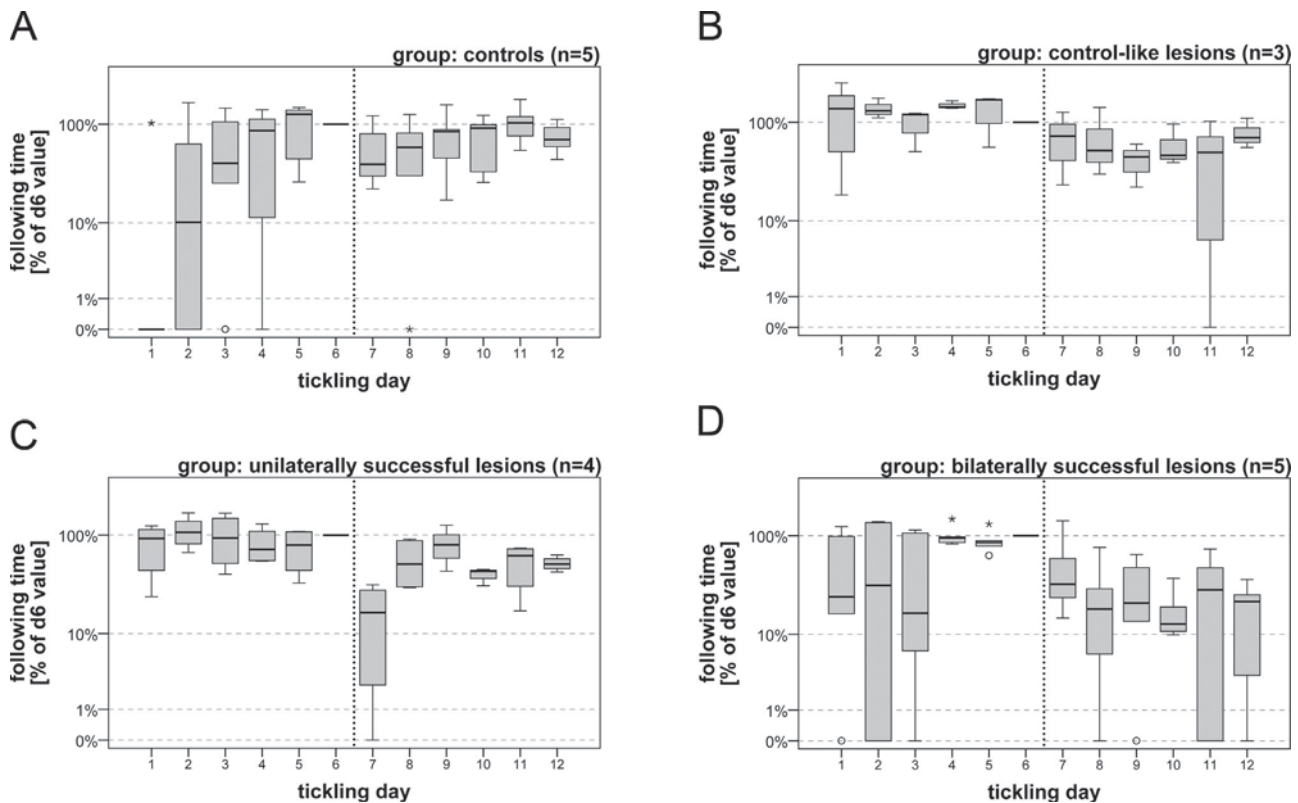 A
group: controls (n=5)
following time
[% of d6 value]
100%
10%
1%
0%
1 2 3 4 5 6 7 8 9 10 11 12
tickling day
B
group: control-like lesions (n=3)
following time
[% of d6 value]
100%
10%
1%
0%
1 2 3 4 5 6 7 8 9 10 11 12
tickling day
C
group: unilaterally successful lesions (n=4)
following time
[% of d6 value]
100%
10%
1%
0%
1 2 3 4 5 6 7 8 9 10 11 12
tickling day
D
group: bilaterally successful lesions (n=5)
following time
[% of d6 value]
100%
10%
1%
0%
1 2 3 4 5 6 7 8 9 10 11 12
tickling day